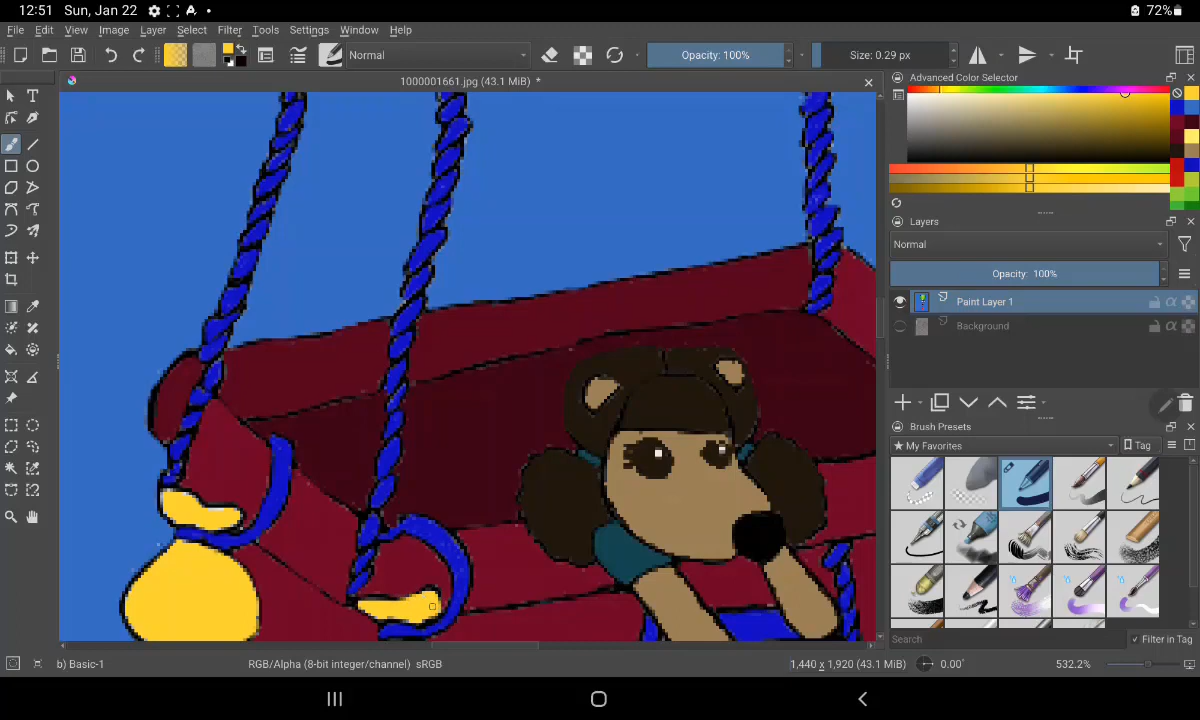 12:51 Sun, Jan 22
72%
File Edit View Image Layer Select Filter Tools Settings Window Help
Normal
Opacity: 100%
Size: 0.29 px
1000001661.jpg (43.1 MiB) *
Advanced Color Selector
Layers
Normal
Opacity: 100%
Paint Layer 1
Background
Brush Presets
★ My Favorites
Tag
Search
Filter in Tag
b) Basic-1
RGB/Alpha (8-bit integer/channel) sRGB
1,440 x 1,920 (43.1 MiB)
0.00°
532.2%